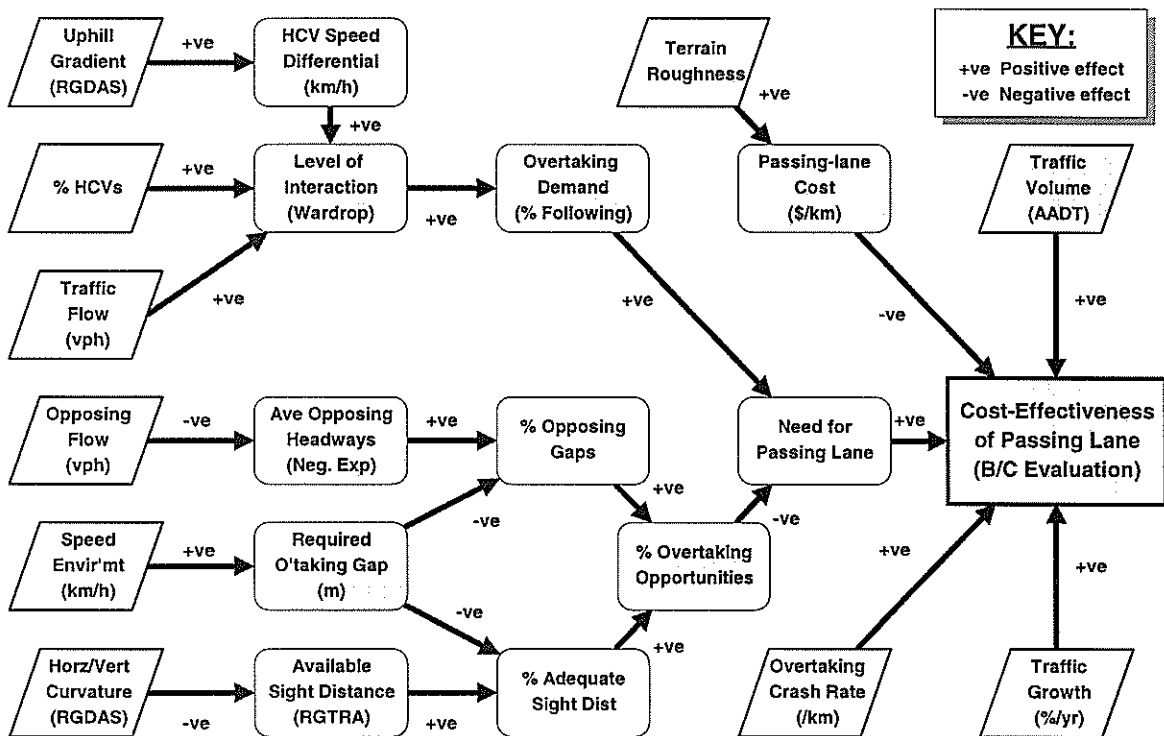 Uphill
Gradient
(RGDAS)
+ve
HCV Speed
Differential
(km/h)
Terrain
Roughness
KEY:
+ve Positive effect
-ve Negative effect
+ve
+ve
% HCVs
+ve
Level of
Interaction
(Wardrop)
+ve
Overtaking
Demand
(% Following)
Passing-lane
Cost
($/km)
Traffic
Volume
(AADT)
Traffic
Flow
(vph)
+ve
+ve
-ve
+ve
Opposing
Flow
(vph)
-ve
Ave Opposing
Headways
(Neg. Exp)
+ve
% Opposing
Gaps
Need for
Passing Lane
+ve
Cost-Effectiveness
of Passing Lane
(B/C Evaluation)
-ve
+ve
-ve
Speed
Envir'mt
(km/h)
+ve
Required
O'taking Gap
(m)
% Overtaking
Opportunities
+ve
+ve
-ve
+ve
Horz/Vert
Curvature
(RGDAS)
-ve
Available
Sight Distance
(RGTRA)
+ve
% Adequate
Sight Dist
Overtaking
Crash Rate
(/km)
Traffic
Growth
(%/yr)